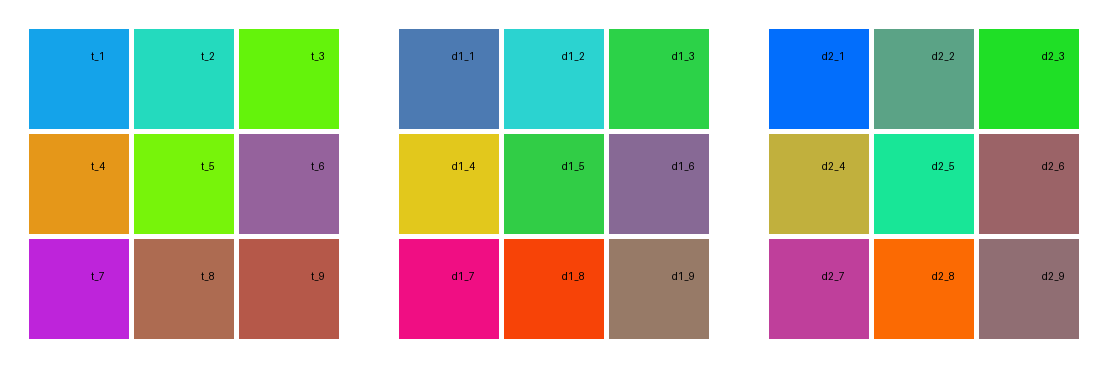 t_1 t_2 t_3 d1_1 d1_2 d1_3 d2_1 d2_2 d2_3
t_4 t_5 t_6 d1_4 d1_5 d1_6 d2_4 d2_5 d2_6
t_7 t_8 t_9 d1_7 d1_8 d1_9 d2_7 d2_8 d2_9